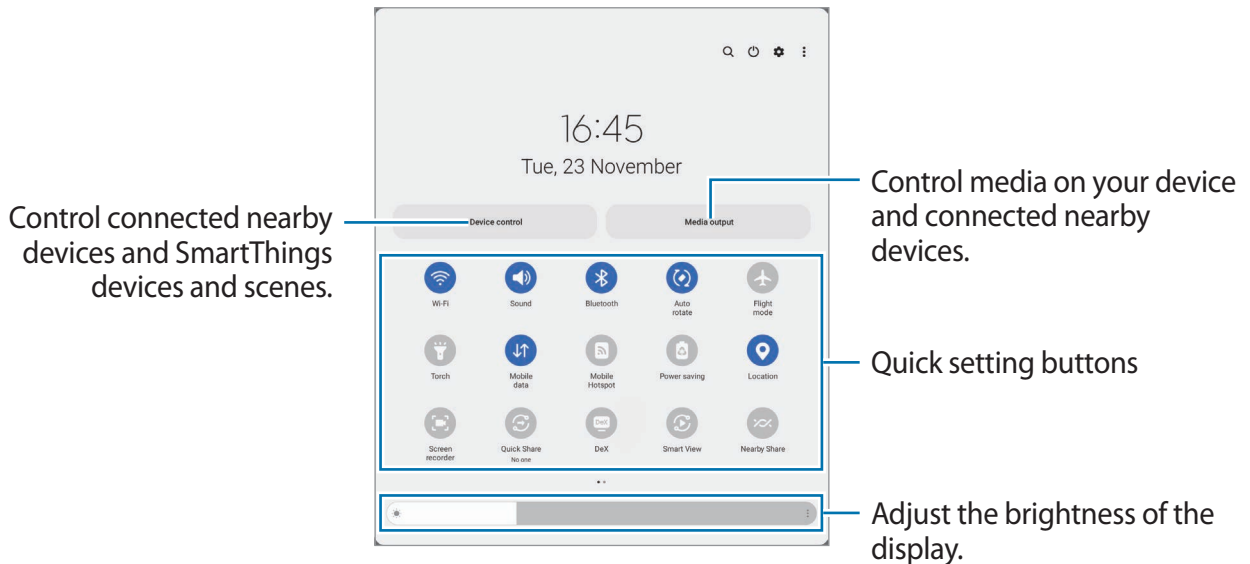 16:45
Tue, 23 November
Control connected nearby
devices and SmartThings
devices and scenes.
Device control
Media output
Control media on your device
and connected nearby
devices.
Wi-Fi
Sound
Bluetooth
Auto
rotate
Flight
mode
Torch
Mobile
data
Mobile
Hotspot
Power saving
Location
Quick setting buttons
Screen
recorder
Quick Share
No one
DeX
DeX
Smart View
Nearby Share
Adjust the brightness of the
display.